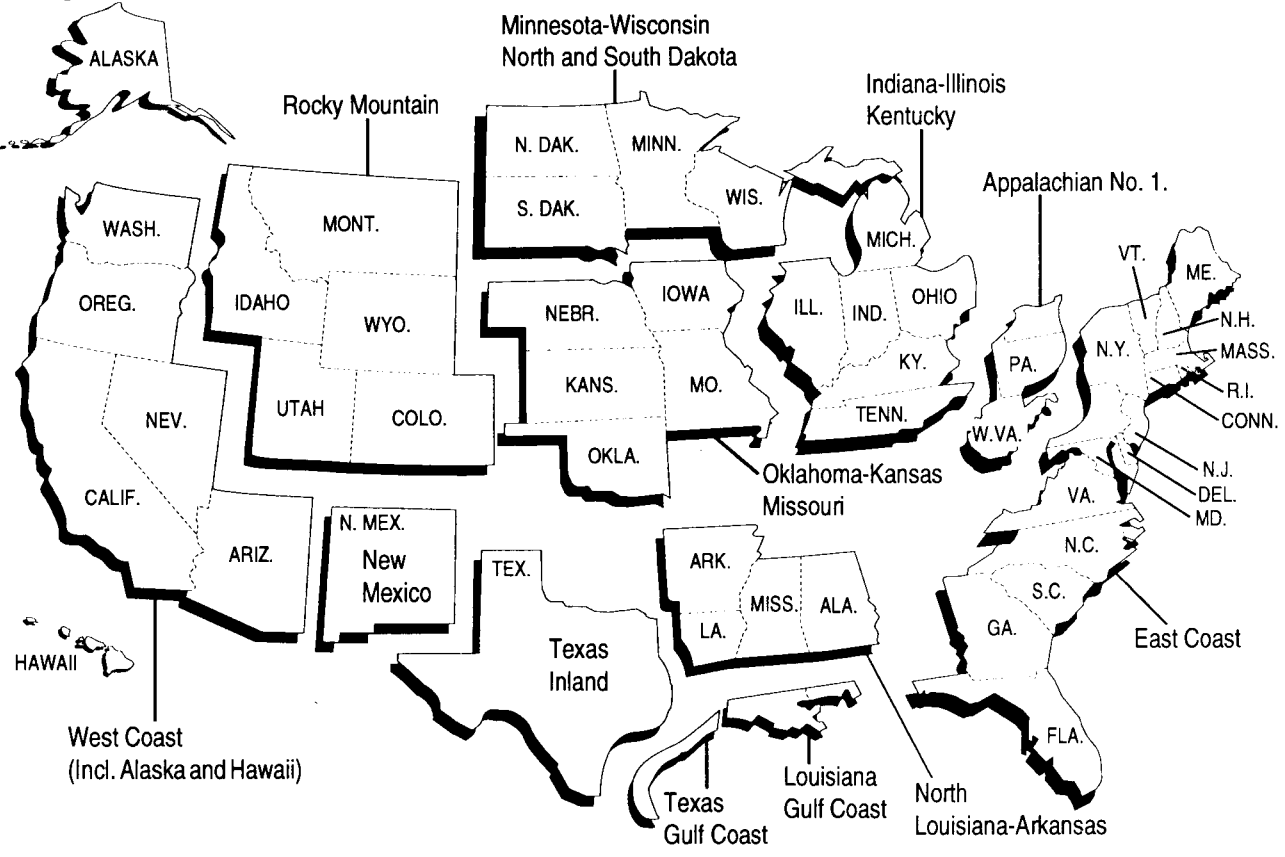 Minnesota-Wisconsin
North and South Dakota
ALASKA
Rocky Mountain
Indiana-Illinois
Kentucky
Appalachian No. 1.
N. DAK.
MINN.
S. DAK.
WIS.
WASH.
MONT.
MICH.
VT.
ME.
OREG.
IDAHO
WYO.
NEBR.
IOWA
ILL.
IND.
OHIO
N.H.
N.Y.
MASS.
PA.
KY.
KANS.
MO.
R.I.
UTAH
COLO.
NEV.
TENN.
CONN.
W.VA.
OKLA.
Oklahoma-Kansas
Missouri
N.J.
DEL.
MD.
CALIF.
VA.
N. MEX.
New
Mexico
ARIZ.
TEX.
ARK.
N.C.
MISS.
ALA.
S.C.
LA.
GA.
East Coast
HAWAII
Texas
Inland
West Coast
(Incl. Alaska and Hawaii)
FLA.
Texas
Gulf Coast
Louisiana
Gulf Coast
North
Louisiana-Arkansas